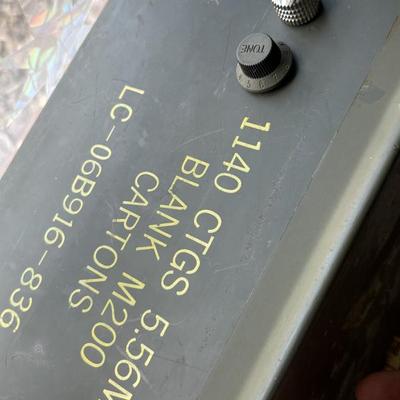 TONE
1140 CTGS 5.56M
BLANK M200
CARTONS
LC-06B916-836